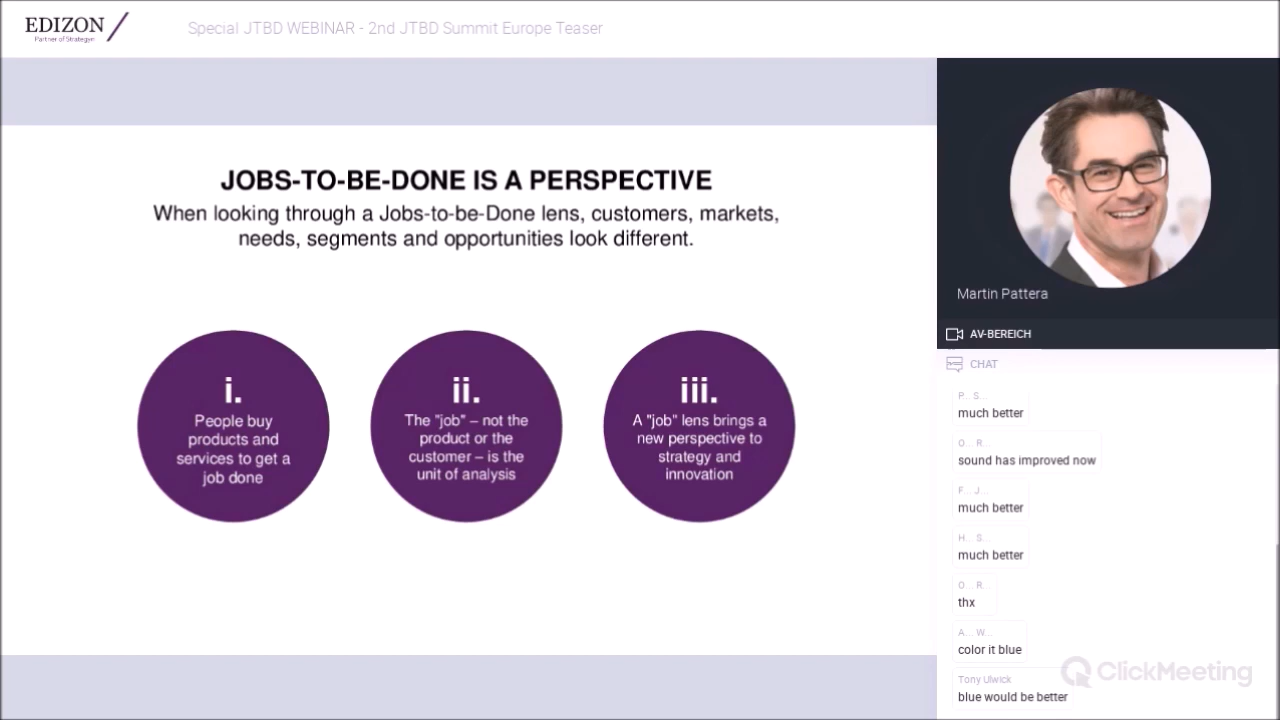 EDIZON
Partner of Strategyn
Special JTBD WEBINAR - 2nd JTBD Summit Europe Teaser
JOBS-TO-BE-DONE IS A PERSPECTIVE
When looking through a Jobs-to-be-Done lens, customers, markets,
needs, segments and opportunities look different.
i.
People buy
products and
services to get a
job done
ii.
The "job" – not the
product or the
customer – is the
unit of analysis
iii.
A "job" lens brings a
new perspective to
strategy and
innovation
Martin Pattera
AV-BEREICH
CHAT
P... S...
much better
O... R...
sound has improved now
F... J...
much better
H... S...
much better
O... R...
thx
A... W...
color it blue
Tony Ulwick
blue would be better
ClickMeeting